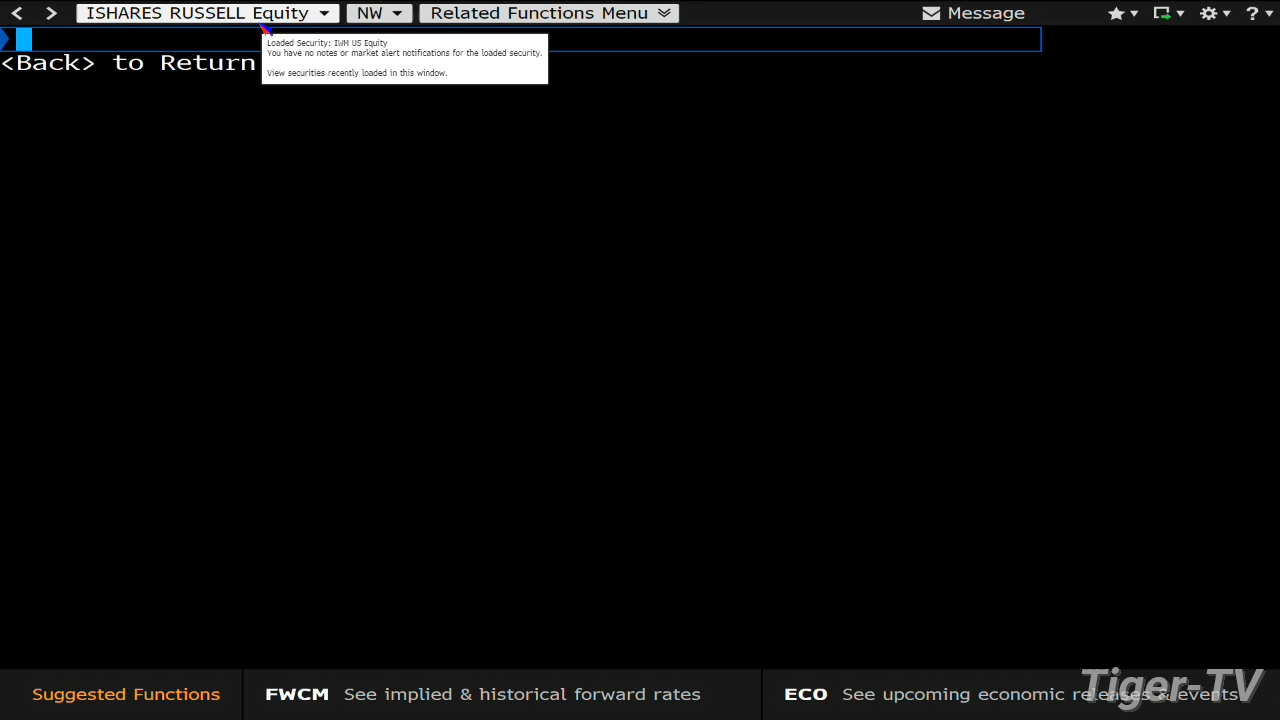 ISHARES RUSSELL Equity NW Related Functions Menu Message ?
Loaded Security: IWM US Equity
You have no notes or market alert notifications for the loaded security.
<Back> to Return
View securities recently loaded in this window.
Suggested Functions FWCM See implied & historical forward rates ECO See upcoming economic releases & events
Tiger-TV